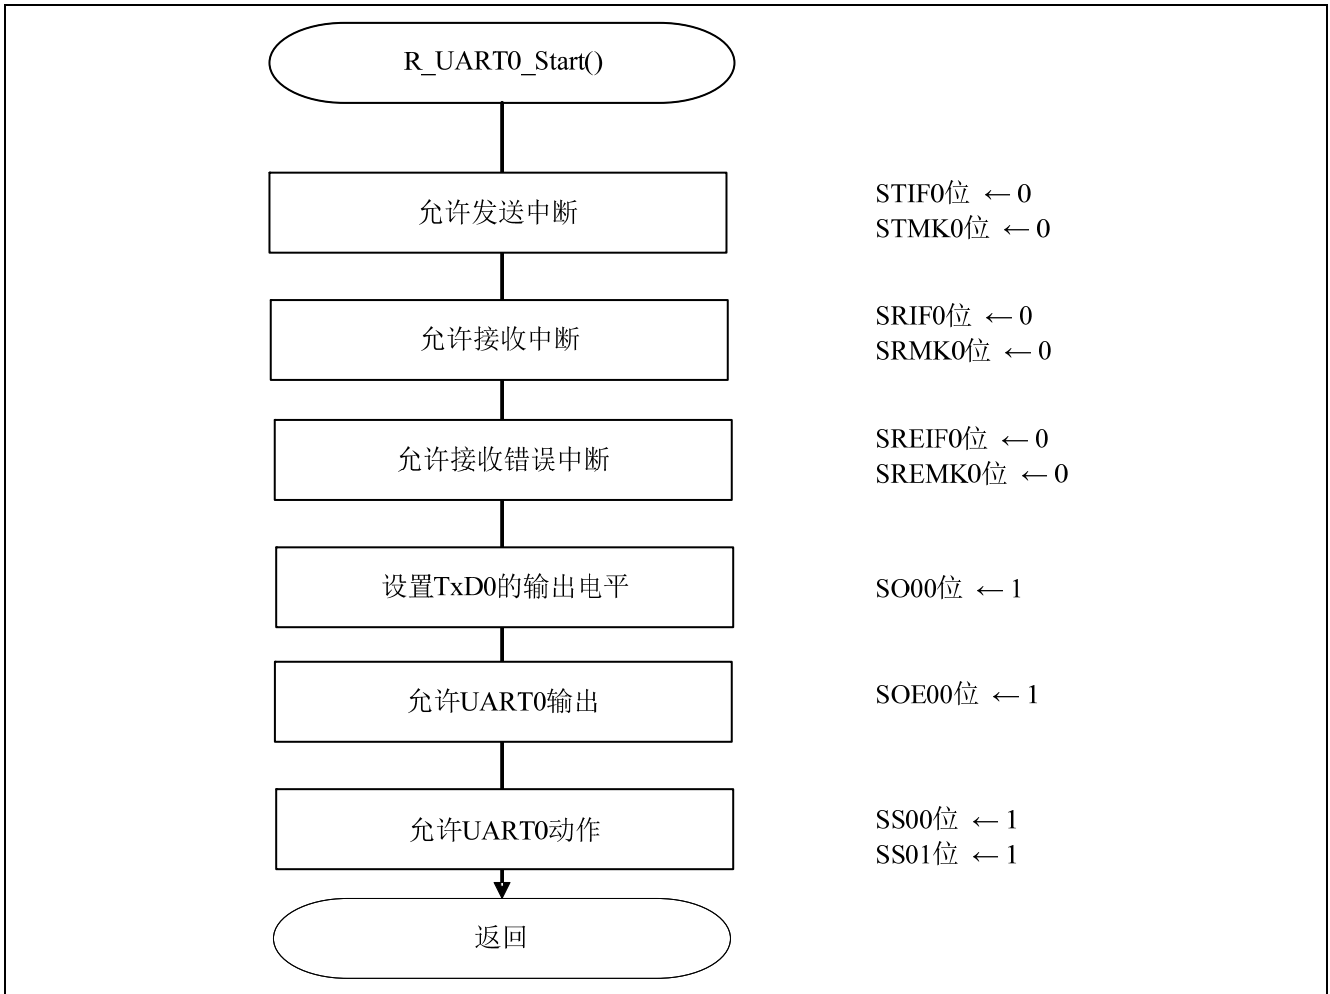 R_UART0_Start()
允许发送中断
STIF0位 ←0
STMK0位 ←0
允许接收中断
SRIF0位 ←0
SRMK0位 ←0
允许接收错误中断
SREIF0位 ←0
SREMK0位 ←0
设置TxD0的输出电平
SO00位 ←1
允许UART0输出
SOE00位 ←1
允许UART0动作
SS00位 ←1
SS01位 ←1
返回